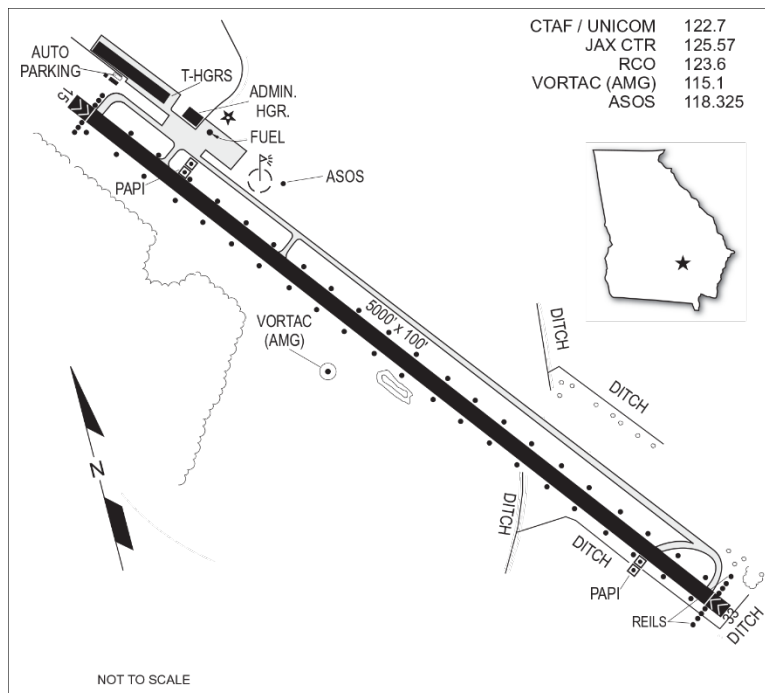 CTAF / UNICOM 122.7
JAX CTR 125.57
RCO 123.6
VORTAC (AMG) 115.1
ASOS 118.325
AUTO
PARKING
T-HGRS
ADMIN.
HGR.
FUEL
15
PAPI
ASOS
5000' x 100'
VORTAC
(AMG)
DITCH
DITCH
N
DITCH
DITCH
PAPI
REILS
33
DITCH
NOT TO SCALE